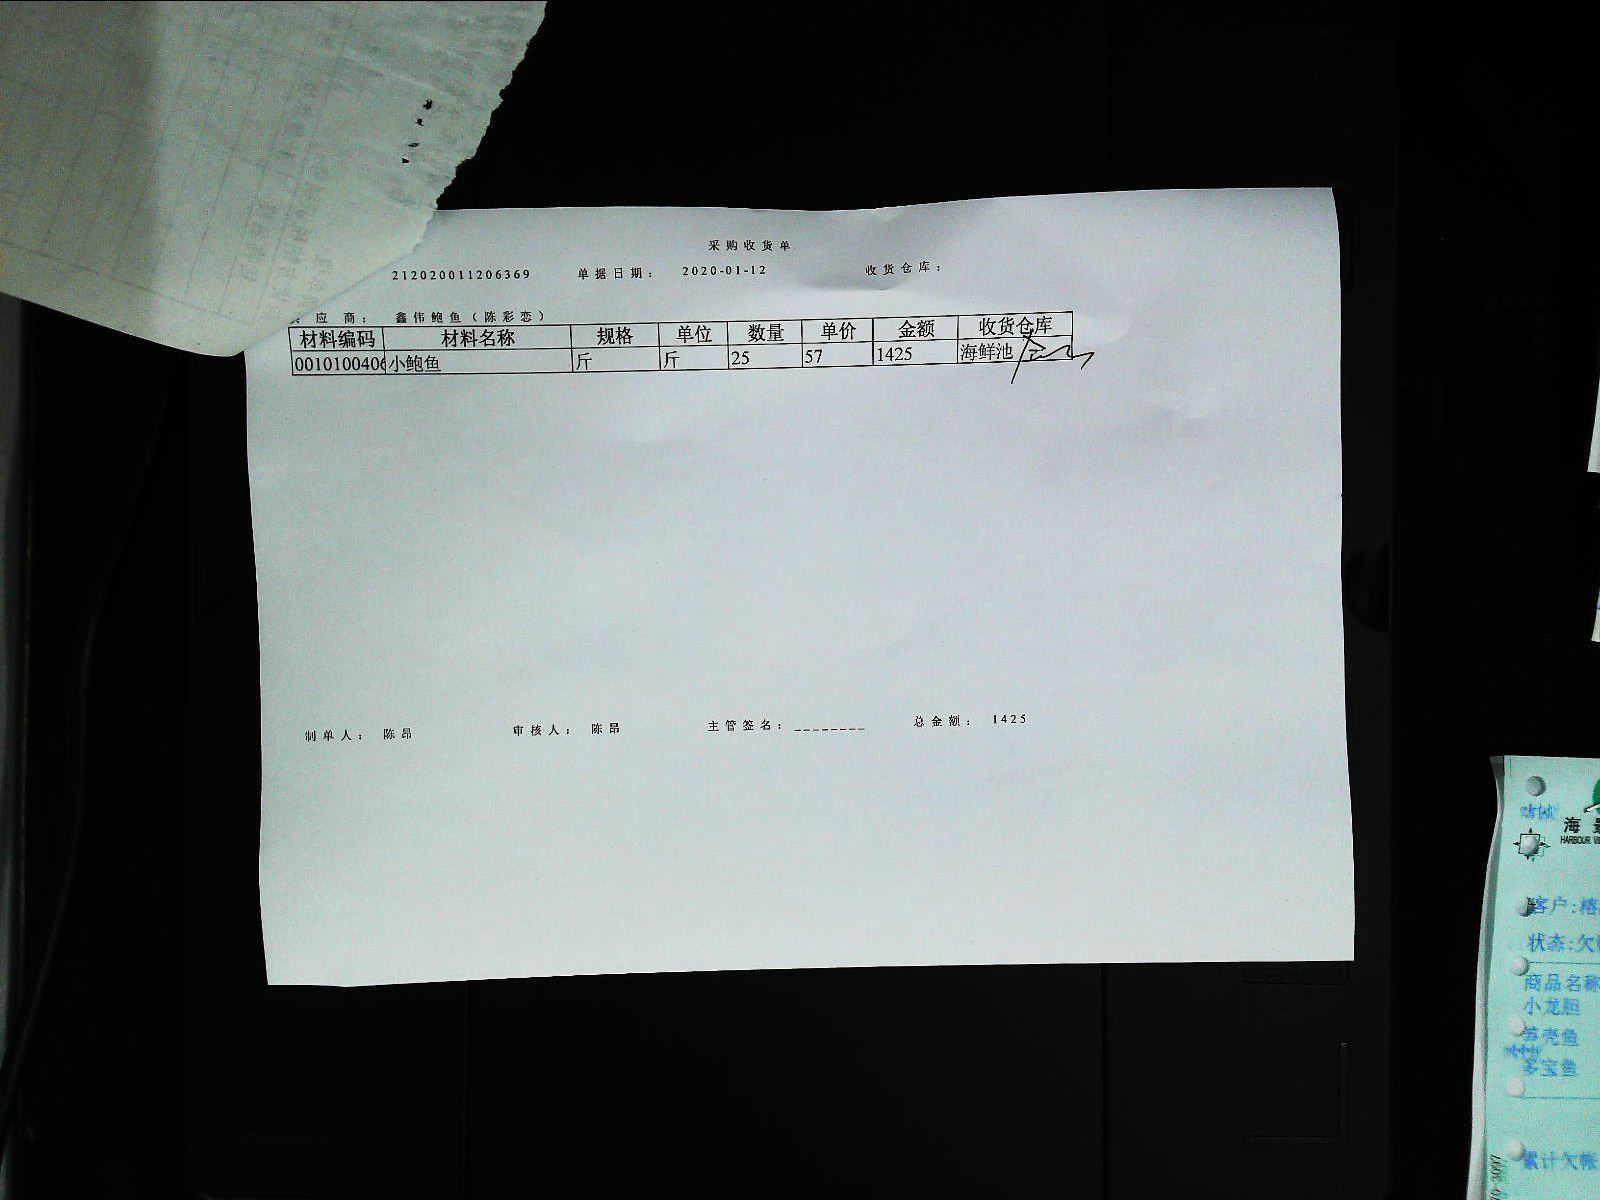 采购收货单
212020011206369 单据日期： 2020-01-12 收货仓库：
应商： 鑫伟鲍鱼（陈彩恋）
材料编码 材料名称 规格 单位 数量 单价 金额 收货仓库
0010100406 小鲍鱼 斤 斤 25 57 1425 海鲜池
制单人： 陈昂 审核人： 陈昂 主管签名：________ 总金额： 1425
海
HARBOUR
客户:
状态:欠
商品名称
小龙胆
笋壳鱼
多宝鱼
累计欠帐